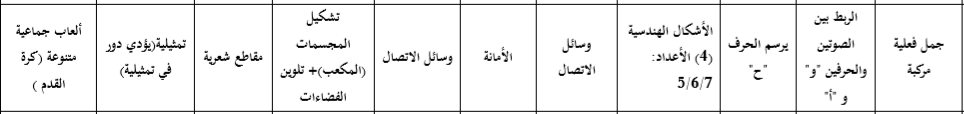 جمل فعلية
مركبة
الربط بين
الصوتين
والحرفين "و"
و "أ"
يرسم الحرف
"ح"
الأشكال الهندسية
(4) الأعداد:
5/6/7
وسائل
الاتصال
الأمانة
وسائل الاتصال
تشكيل
المجسمات
(المكعب)+ تلوين
الفضاءات
مقاطع شعرية
تمثيلية(يؤدي دور
في تمثيلية)
ألعاب جماعية
متنوعة (كرة
القدم )